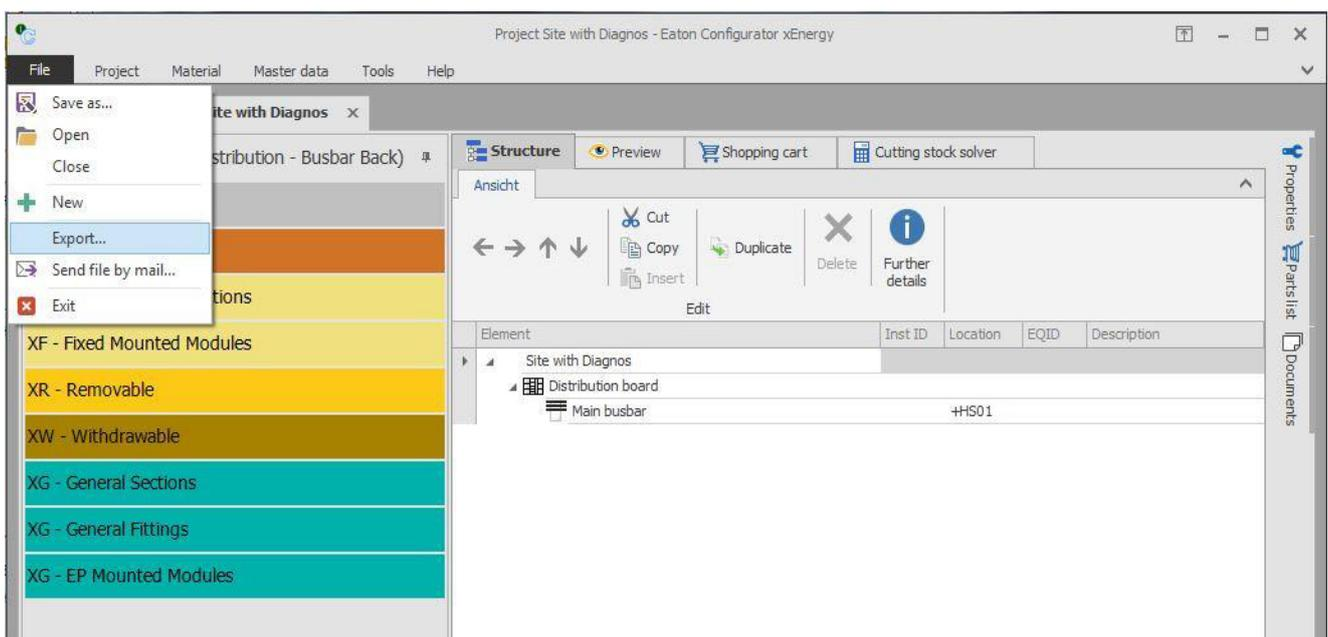 Project Site with Diagnos - Eaton Configurator xEnergy
File Project Material Master data Tools Help
Save as...
Open
Close
New
Export...
Send file by mail...
Exit
ite with Diagnos
stribution - Busbar Back)
tions
XF - Fixed Mounted Modules
XR - Removable
XW - Withdrawable
XG - General Sections
XG - General Fittings
XG - EP Mounted Modules
Structure Preview Shopping cart Cutting stock solver
Ansicht
Cut
Copy
Insert
Duplicate
Delete
Further
details
Edit
Element Inst ID Location EQID Description
Site with Diagnos
Distribution board
Main busbar +HS01
Properties
Parts list
Documents